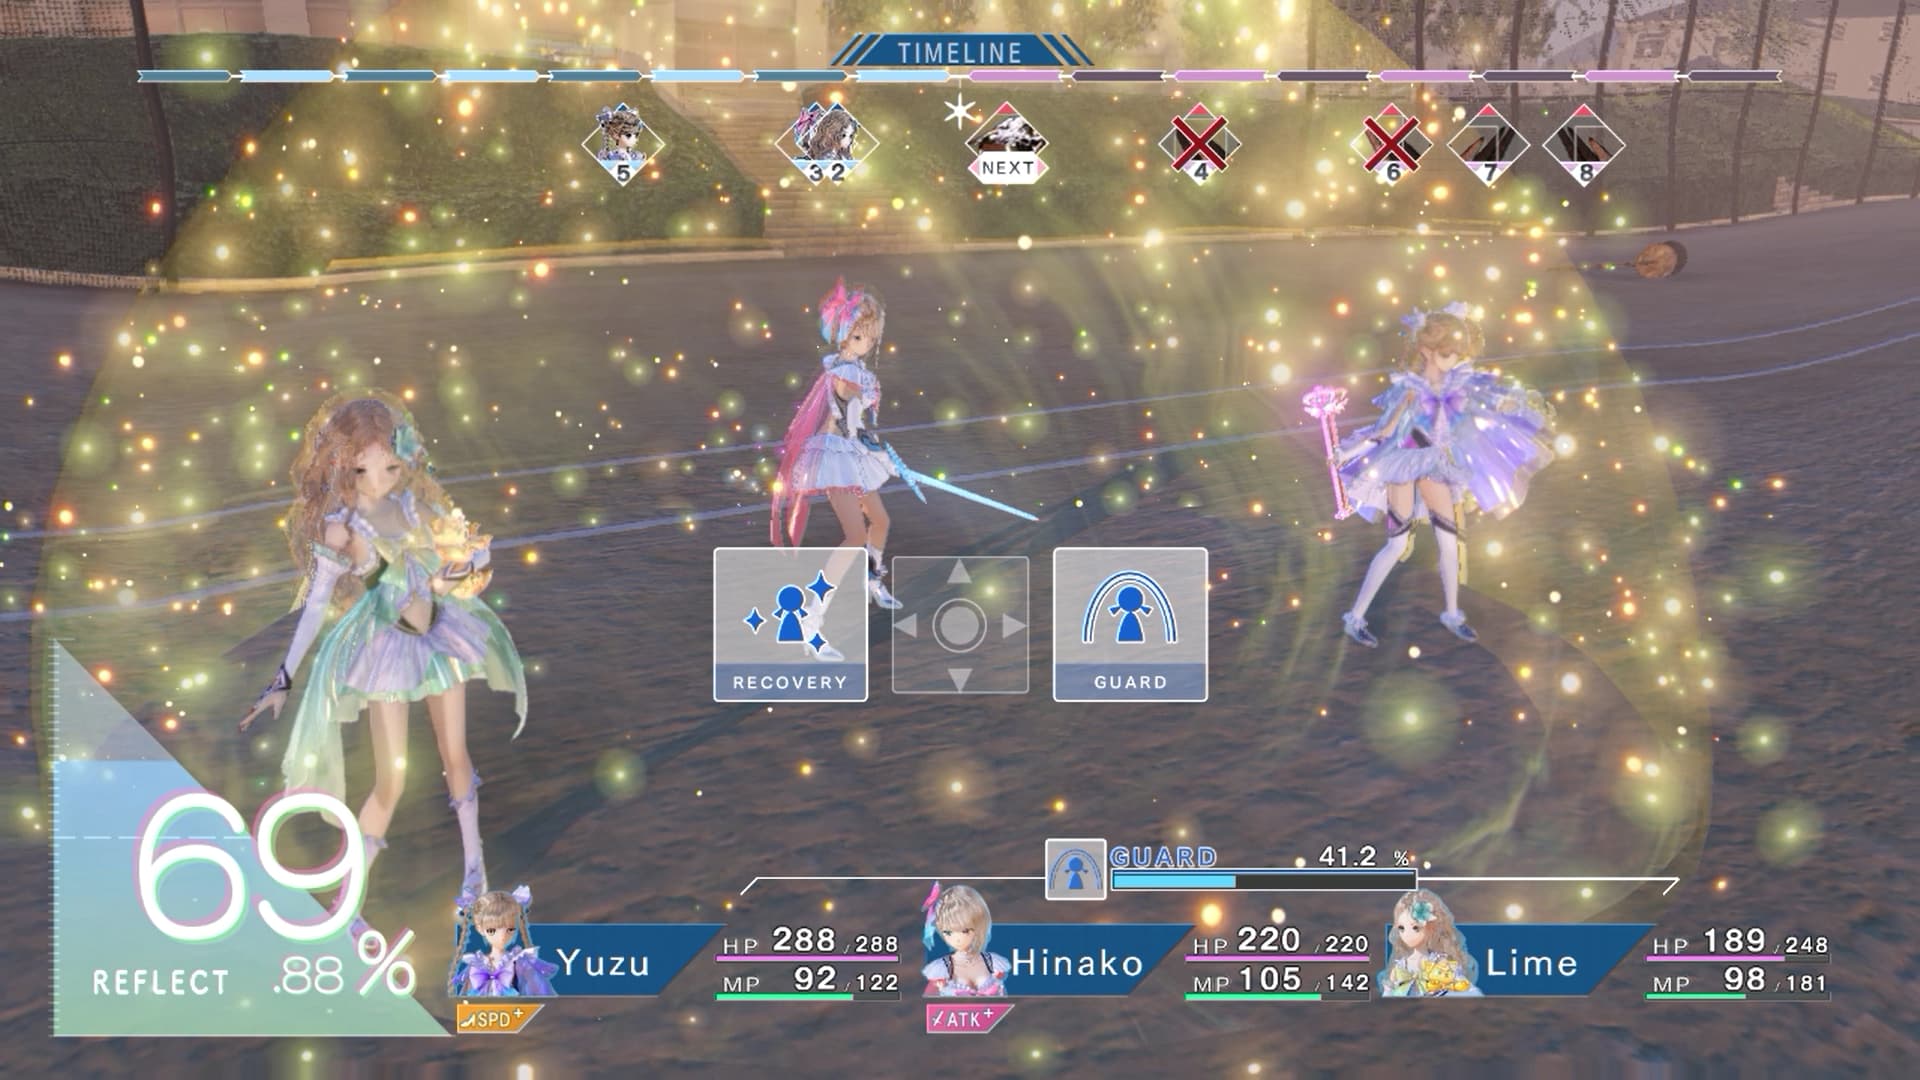 TIMELINE
5
3 2
NEXT
4
6
7
8
RECOVERY
GUARD
GUARD 41.2 %
69.88%
REFLECT
Yuzu
HP 288/288
MP 92/122
SPD+
Hinako
HP 220/220
MP 105/142
ATK+
Lime
HP 189/248
MP 98/181